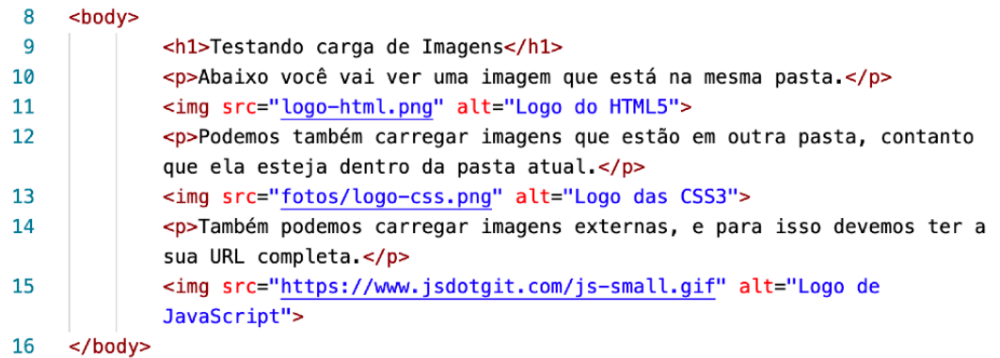 8 <body>
9 <h1>Testando carga de Imagens</h1>
10 <p>Abaixo você vai ver uma imagem que está na mesma pasta.</p>
11 <img src="logo-html.png" alt="Logo do HTML5">
12 <p>Podemos também carregar imagens que estão em outra pasta, contanto
que ela esteja dentro da pasta atual.</p>
13 <img src="fotos/logo-css.png" alt="Logo das CSS3">
14 <p>Também podemos carregar imagens externas, e para isso devemos ter a
sua URL completa.</p>
15 <img src="https://www.jsdotgit.com/js-small.gif" alt="Logo de
JavaScript">
16 </body>